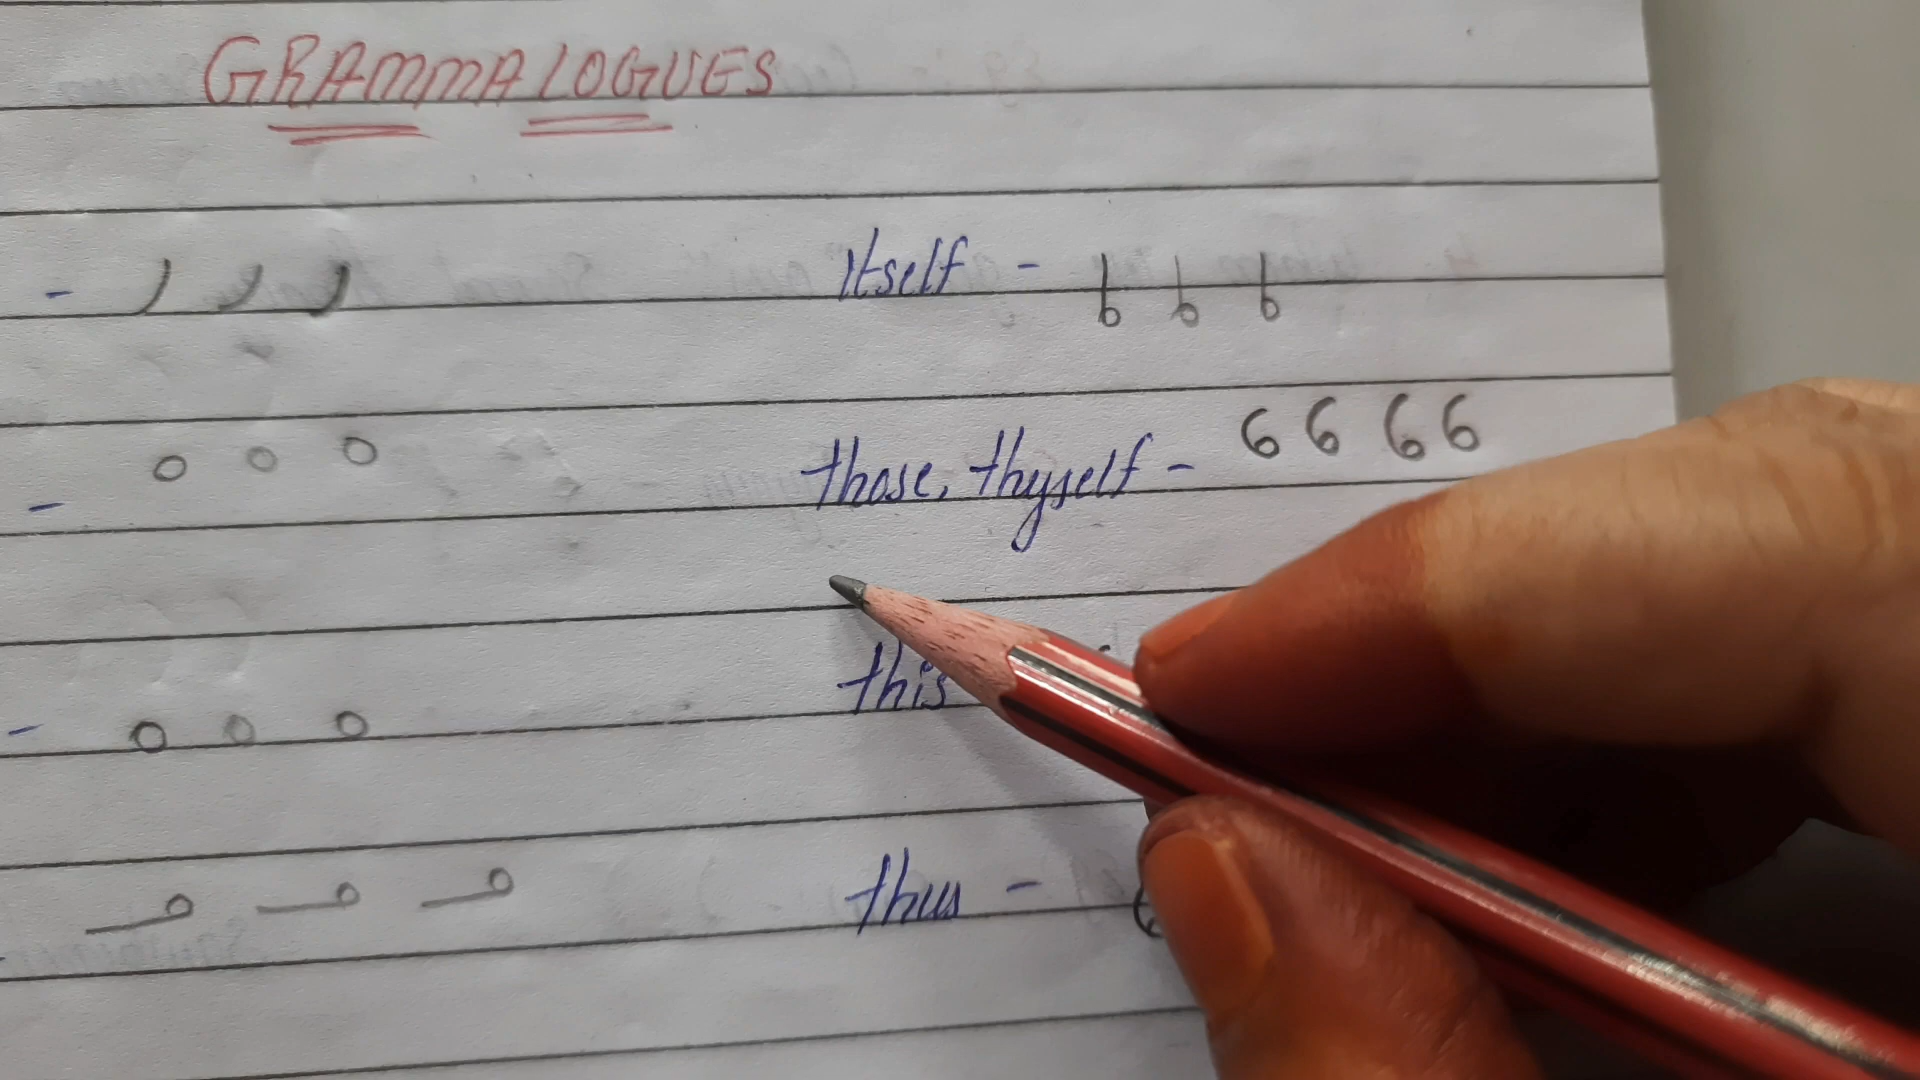 GRAMMALOGUES
Itself -
those, thyself -
this
thus -